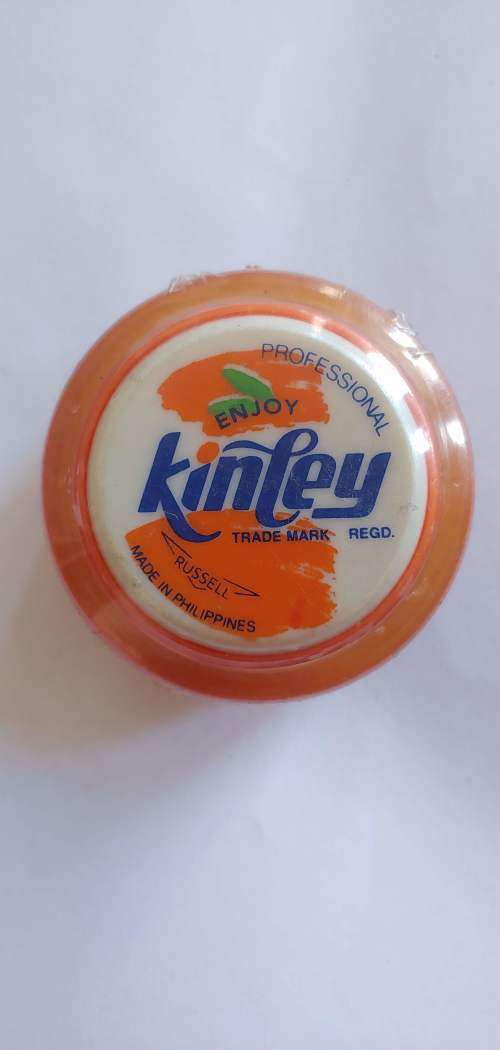 PROFESSIONAL
ENJOY
kinley
TRADE MARK REGD.
RUSSELL
MADE IN PHILIPPINES